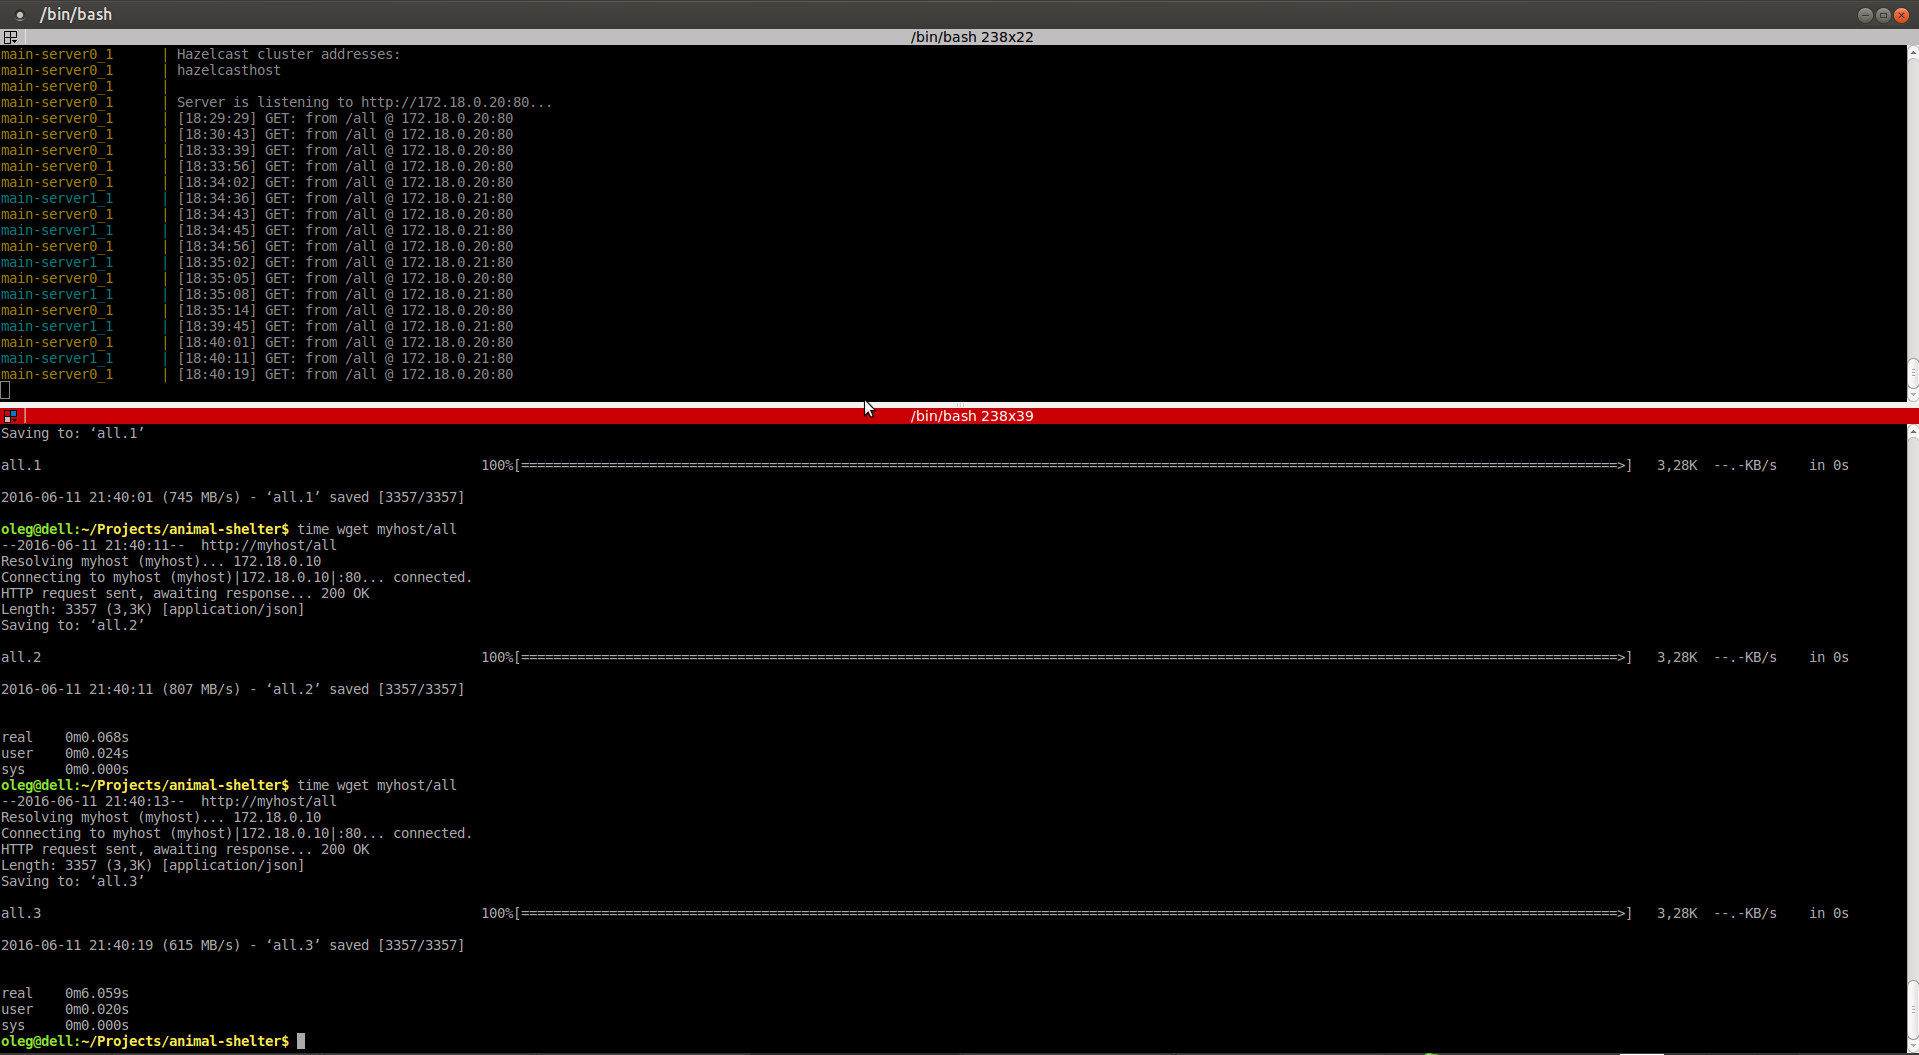 /bin/bash
/bin/bash 238x22
main-server0_1      | Hazelcast cluster addresses:
main-server0_1      | hazelcasthost
main-server0_1      |
main-server0_1      | Server is listening to http://172.18.0.20:80...
main-server0_1      | [18:29:29] GET: from /all @ 172.18.0.20:80
main-server0_1      | [18:30:43] GET: from /all @ 172.18.0.20:80
main-server0_1      | [18:33:39] GET: from /all @ 172.18.0.20:80
main-server0_1      | [18:33:56] GET: from /all @ 172.18.0.20:80
main-server0_1      | [18:34:02] GET: from /all @ 172.18.0.20:80
main-server1_1      | [18:34:36] GET: from /all @ 172.18.0.21:80
main-server0_1      | [18:34:43] GET: from /all @ 172.18.0.20:80
main-server1_1      | [18:34:45] GET: from /all @ 172.18.0.21:80
main-server0_1      | [18:34:56] GET: from /all @ 172.18.0.20:80
main-server1_1      | [18:35:02] GET: from /all @ 172.18.0.21:80
main-server0_1      | [18:35:05] GET: from /all @ 172.18.0.20:80
main-server1_1      | [18:35:08] GET: from /all @ 172.18.0.21:80
main-server0_1      | [18:35:14] GET: from /all @ 172.18.0.20:80
main-server1_1      | [18:39:45] GET: from /all @ 172.18.0.21:80
main-server0_1      | [18:40:01] GET: from /all @ 172.18.0.20:80
main-server1_1      | [18:40:11] GET: from /all @ 172.18.0.21:80
main-server0_1      | [18:40:19] GET: from /all @ 172.18.0.20:80
/bin/bash 238x39
Saving to: ‘all.1’
all.1 100%[=========================================================================================================================================>] 3,28K --.-KB/s in 0s
2016-06-11 21:40:01 (745 MB/s) - ‘all.1’ saved [3357/3357]
oleg@dell:~/Projects/animal-shelter$ time wget myhost/all
--2016-06-11 21:40:11--  http://myhost/all
Resolving myhost (myhost)... 172.18.0.10
Connecting to myhost (myhost)|172.18.0.10|:80... connected.
HTTP request sent, awaiting response... 200 OK
Length: 3357 (3,3K) [application/json]
Saving to: ‘all.2’
all.2 100%[=========================================================================================================================================>] 3,28K --.-KB/s in 0s
2016-06-11 21:40:11 (807 MB/s) - ‘all.2’ saved [3357/3357]
real    0m0.068s
user    0m0.024s
sys     0m0.000s
oleg@dell:~/Projects/animal-shelter$ time wget myhost/all
--2016-06-11 21:40:13--  http://myhost/all
Resolving myhost (myhost)... 172.18.0.10
Connecting to myhost (myhost)|172.18.0.10|:80... connected.
HTTP request sent, awaiting response... 200 OK
Length: 3357 (3,3K) [application/json]
Saving to: ‘all.3’
all.3 100%[=========================================================================================================================================>] 3,28K --.-KB/s in 0s
2016-06-11 21:40:19 (615 MB/s) - ‘all.3’ saved [3357/3357]
real    0m6.059s
user    0m0.020s
sys     0m0.000s
oleg@dell:~/Projects/animal-shelter$